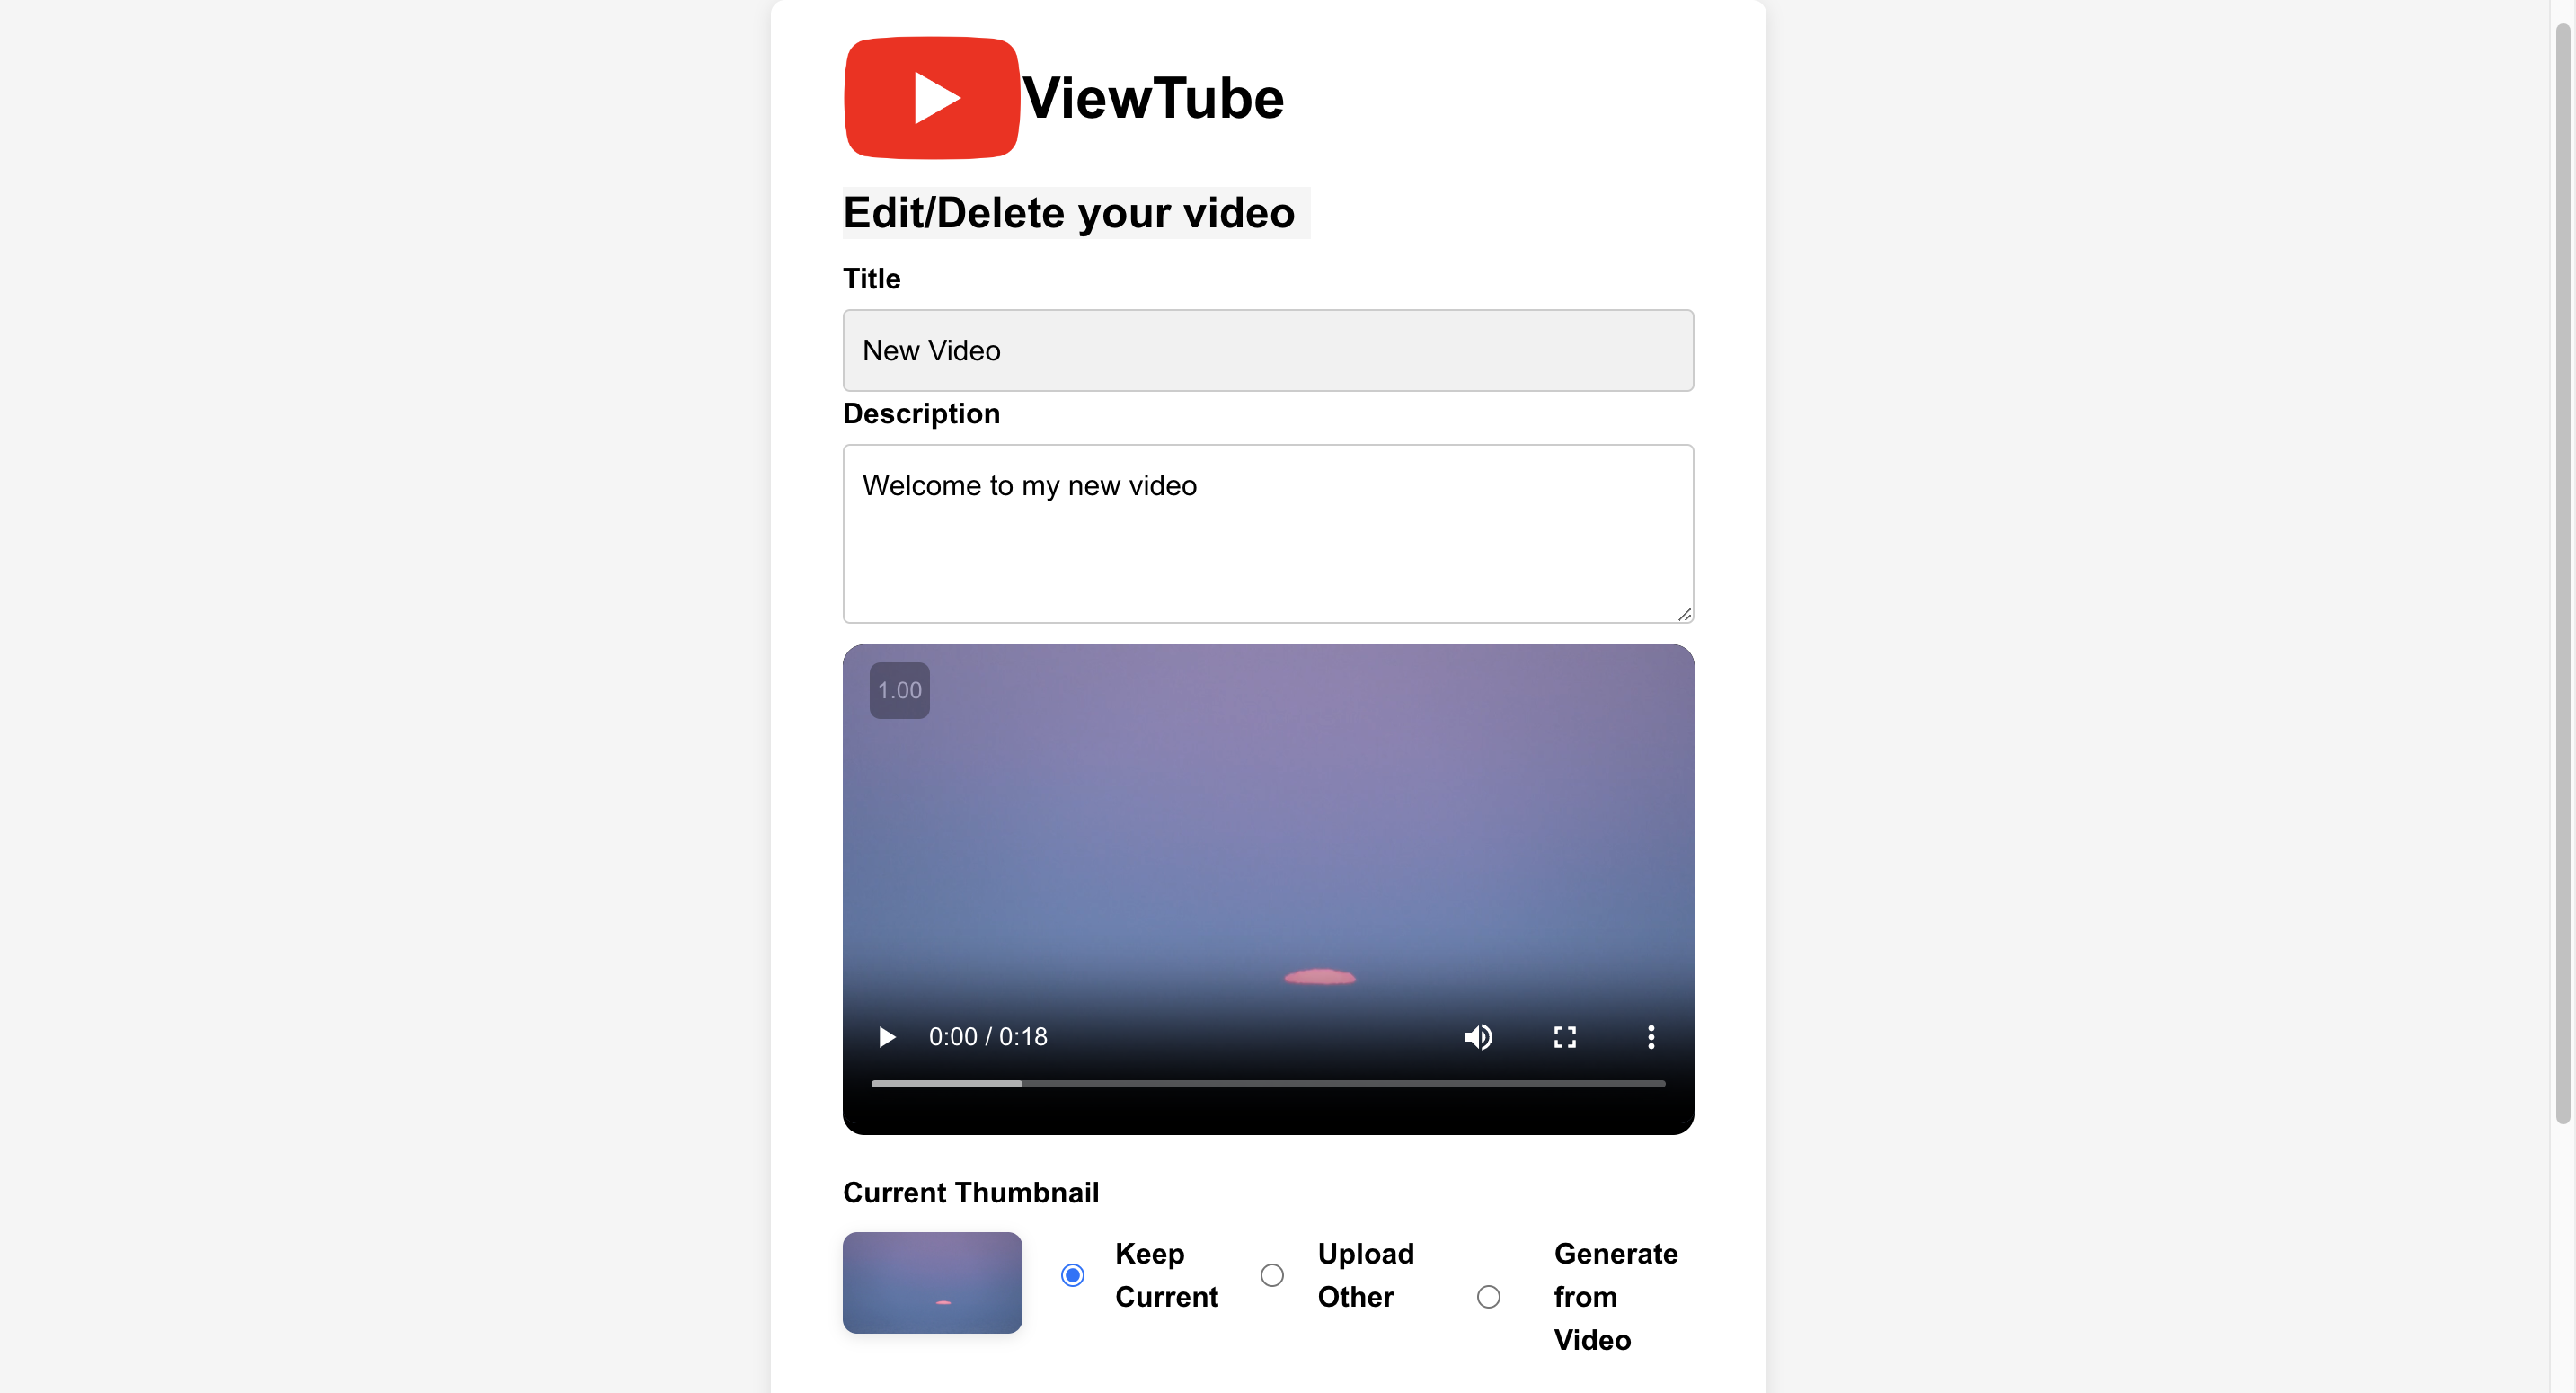 ViewTube
Edit/Delete your video
Title
New Video
Description
Welcome to my new video
1.00
0:00 / 0:18
Current Thumbnail
Keep
Current
Upload
Other
Generate
from
Video